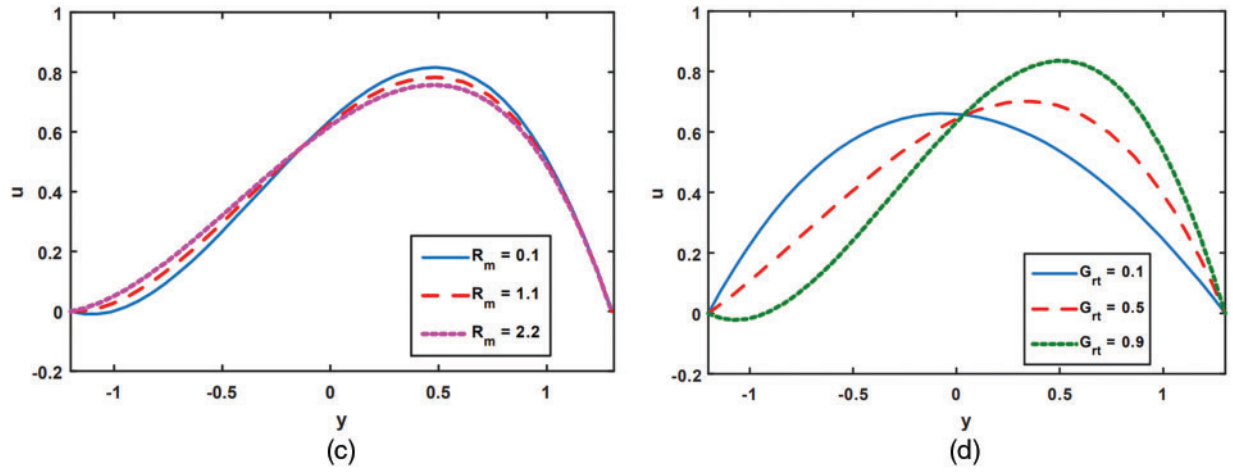 1
0.8
0.6
0.4
0.2
0
-0.2
u
-1
-0.5
0
0.5
1
y
R_m = 0.1
R_m = 1.1
R_m = 2.2
(c)
1
0.8
0.6
0.4
0.2
0
-0.2
u
-1
-0.5
0
0.5
1
y
G_rt = 0.1
G_rt = 0.5
G_rt = 0.9
(d)